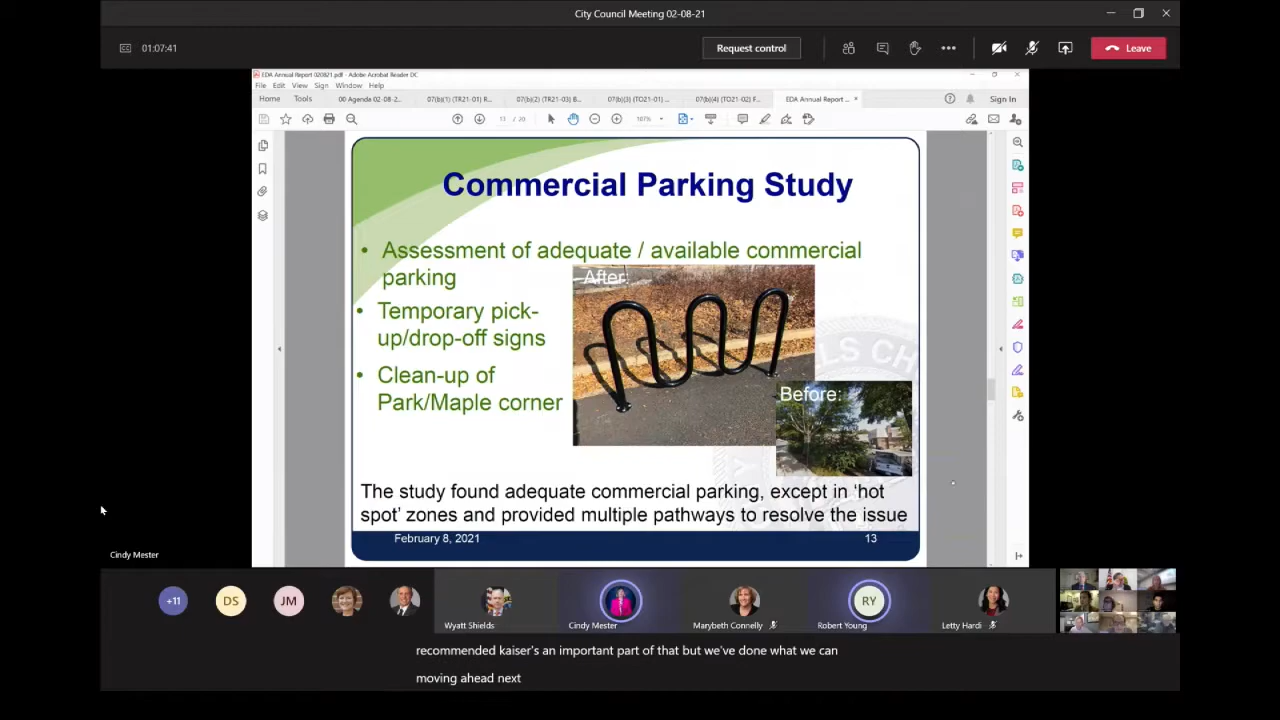 City Council Meeting 02-08-21
01:07:41
Request control
Leave
EDA Annual Report 020821.pdf - Adobe Acrobat Reader DC
File Edit View Sign Window Help
Home Tools 00 Agenda 02-08-2... 07(b)(1) (TR21-01) R... 07(b)(2) (TR21-03) B... 07(b)(3) (TO21-01) ... 07(b)(4) (TO21-02) F... EDA Annual Report ... × Sign In
13 / 20 107%
Commercial Parking Study
• Assessment of adequate / available commercial
parking
After:
• Temporary pick-
up/drop-off signs
LS CH
• Clean-up of
Park/Maple corner
Before:
The study found adequate commercial parking, except in ‘hot
spot’ zones and provided multiple pathways to resolve the issue
February 8, 2021 13
Cindy Mester
+11 DS JM RY
Wyatt Shields Cindy Mester Marybeth Connelly Robert Young Letty Hardi
recommended kaiser's an important part of that but we've done what we can
moving ahead next